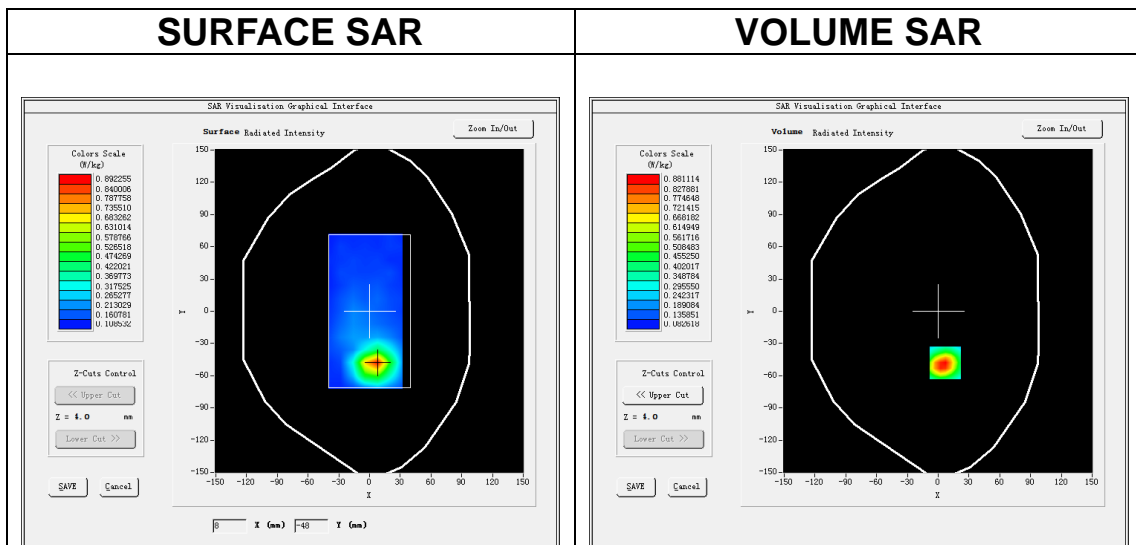 SURFACE SAR
VOLUME SAR
SAR Visualisation Graphical Interface
Surface Radiated Intensity
Zoom In/Out
Colors Scale
(W/kg)
0.892255
0.840006
0.787758
0.735510
0.683262
0.631014
0.578766
0.526518
0.474269
0.422021
0.369773
0.317525
0.265277
0.213029
0.160781
0.108532
Z-Cuts Control
<< Upper Cut
Z = 4.0 mm
Lower Cut >>
SAVE
Cancel
150
120
90
60
30
0
-30
-60
-90
-120
-150
Y
-150 -120 -90 -60 -30 0 30 60 90 120 150
X
8 X (mm) -48 Y (mm)
SAR Visualisation Graphical Interface
Volume Radiated Intensity
Zoom In/Out
Colors Scale
(W/kg)
0.881114
0.827881
0.774648
0.721415
0.668182
0.614949
0.561716
0.508483
0.455250
0.402017
0.348784
0.295550
0.242317
0.189084
0.135851
0.082618
Z-Cuts Control
<< Upper Cut
Z = 4.0 mm
Lower Cut >>
SAVE
Cancel
150
120
90
60
30
0
-30
-60
-90
-120
-150
Y
-150 -120 -90 -60 -30 0 30 60 90 120 150
X